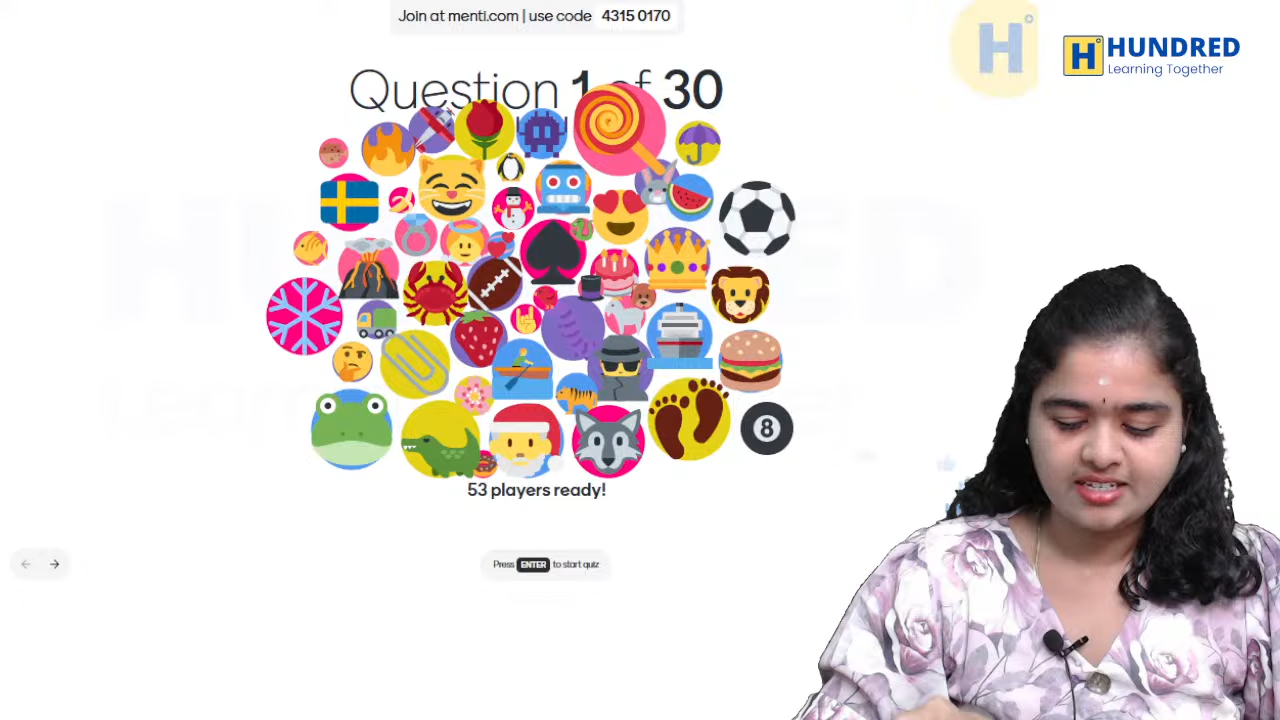 Join at menti.com | use code 4315 0170
H° HUNDRED
Learning Together
Question 1 of 30
8
53 players ready!
Press ENTER to start quiz